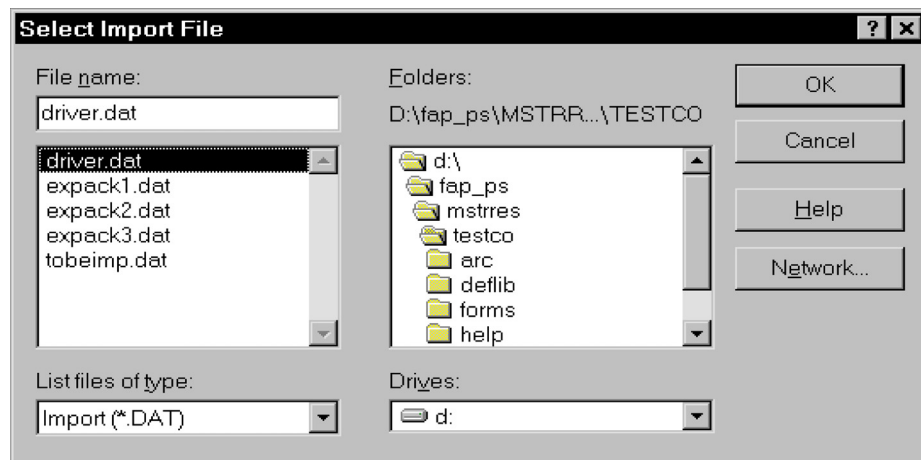 Select Import File
File name:
driver.dat
driver.dat
expack1.dat
expack2.dat
expack3.dat
tobeimp.dat
List files of type:
Import (*.DAT)
Folders:
D:\fap_ps\MSTRR...\TESTCO
d:\
fap_ps
mstrres
testco
arc
deflib
forms
help
Drives:
d:
OK
Cancel
Help
Network...